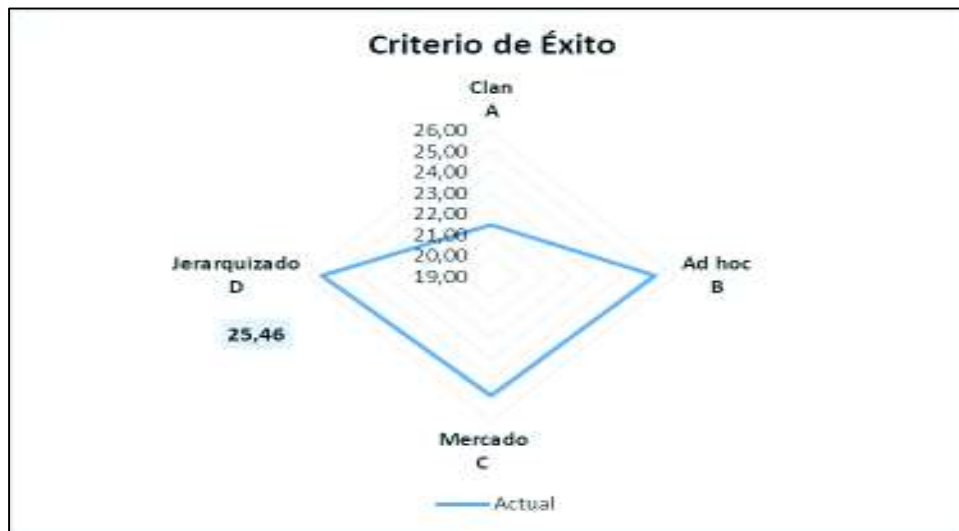 Criterio de Éxito
Clan
A
26,00
25,00
24,00
23,00
22,00
21,00
20,00
19,00
Jerarquizado
D
25,46
Ad hoc
B
Mercado
C
Actual